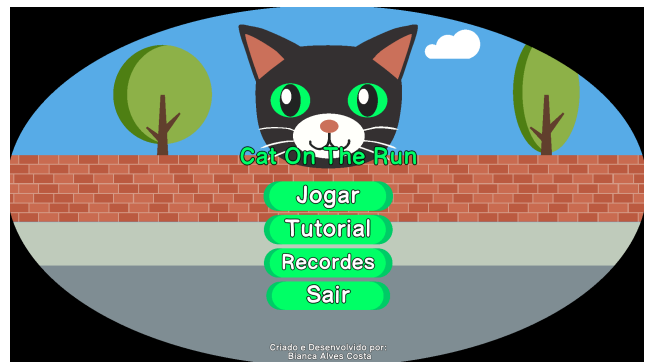 Cat On The Run
Jogar
Tutorial
Recordes
Sair
Criado e Desenvolvido por:
Bianca Alves Costa